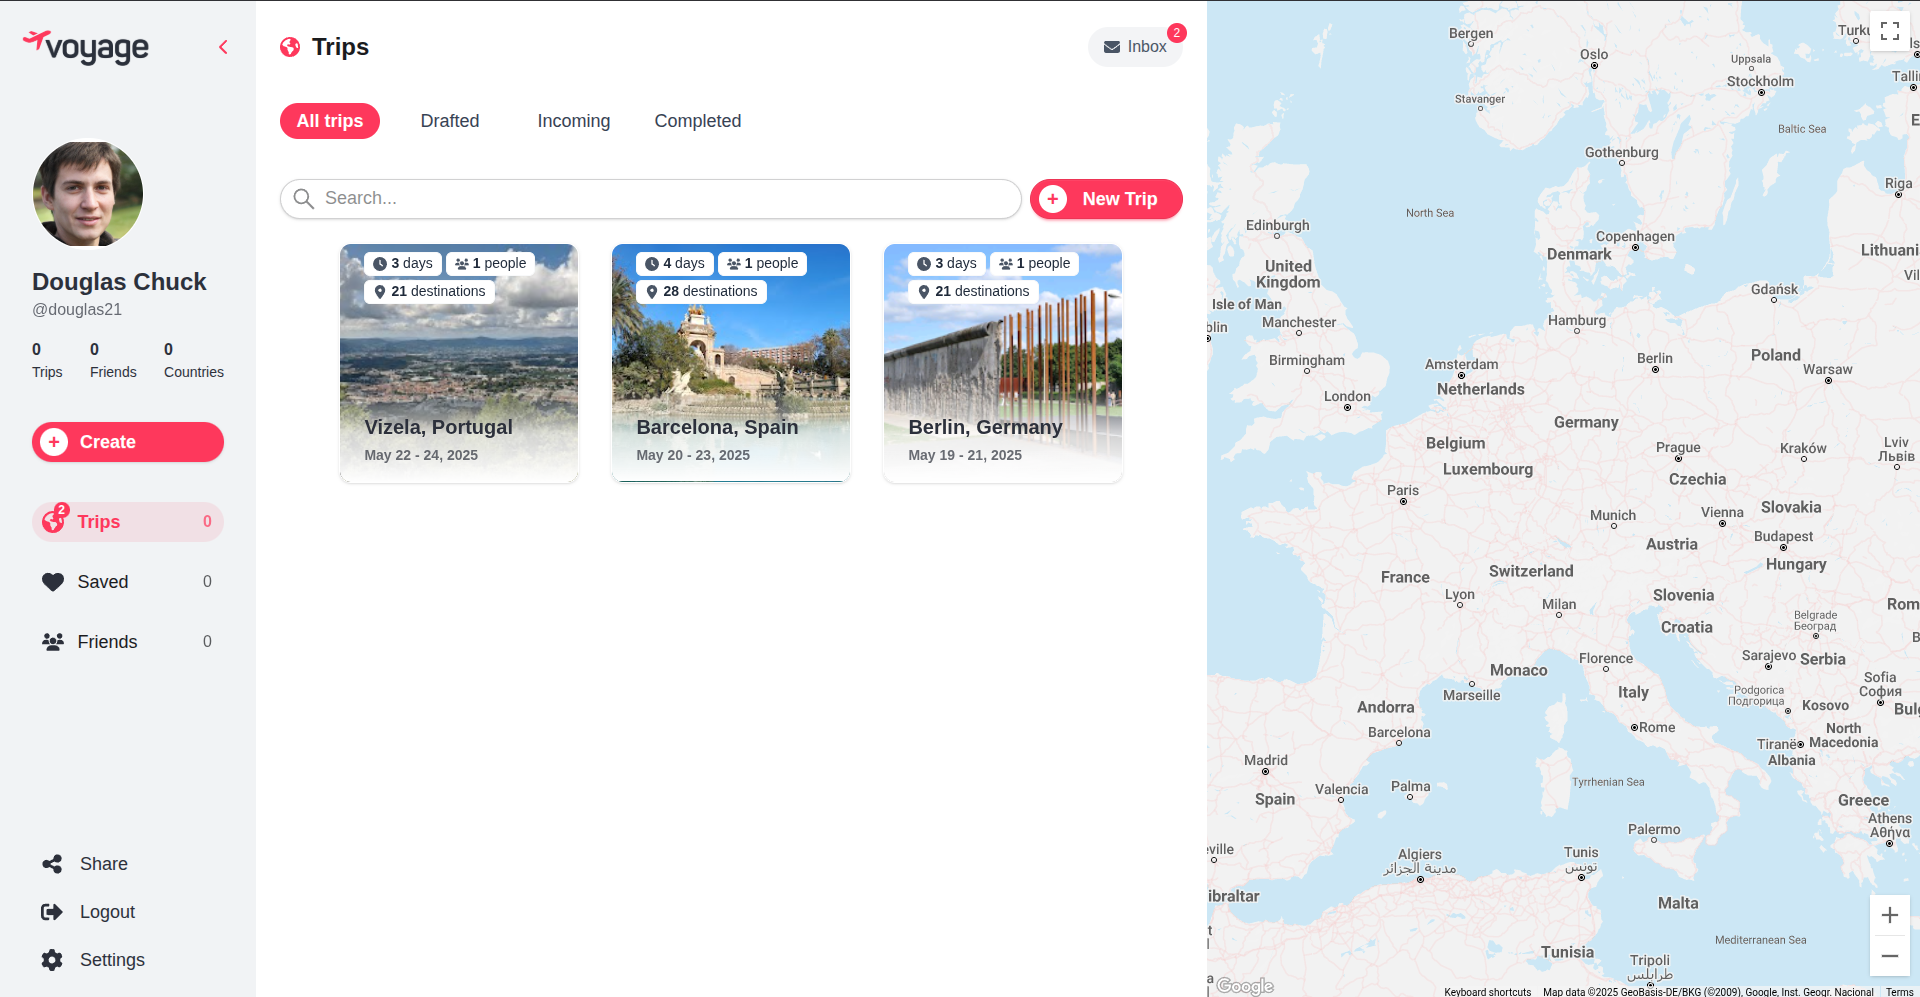 voyage
Douglas Chuck
@douglas21
0 0 0
Trips Friends Countries
Create
2
Trips 0
Saved 0
Friends 0
Share
Logout
Settings
Trips
Inbox 2
All trips Drafted Incoming Completed
Search...
New Trip
3 days 1 people
21 destinations
Vizela, Portugal
May 22 - 24, 2025
4 days 1 people
28 destinations
Barcelona, Spain
May 20 - 23, 2025
3 days 1 people
21 destinations
Berlin, Germany
May 19 - 21, 2025
Bergen
Oslo
Turku
Uppsala
Stockholm
Talli
Stavanger
Baltic Sea
E
Gothenburg
Riga
North Sea
Edinburgh
Copenhagen
Denmark
Lithuani
United
Kingdom
Vil
Isle of Man
Gdańsk
blin
Manchester
Hamburg
Birmingham
Amsterdam
Netherlands
Berlin
Poland
Warsaw
London
Germany
Belgium
Prague
Kraków
Lviv
Львів
Luxembourg
Czechia
Paris
Slovakia
Munich
Vienna
Budapest
Austria
Hungary
France
Switzerland
Lyon
Milan
Slovenia
Rom
Croatia
Belgrade
Београд
B
Florence
Sarajevo
Serbia
Monaco
Marseille
Italy
Podgorica
Подгорица
Sofia
София
Kosovo
Bulg
Andorra
Barcelona
Rome
North
Macedonia
Tiranë
Albania
Madrid
Spain
Valencia
Palma
Tyrrhenian Sea
Greece
Athens
Αθήνα
Palermo
eville
Algiers
مدينة الجزائر
Tunis
تونس
ibraltar
Malta
Mediterranean Sea
Tunisia
Tripoli
طرابلس
Google
Keyboard shortcuts Map data ©2025 GeoBasis-DE/BKG (©2009), Google, Inst. Geogr. Nacional Terms